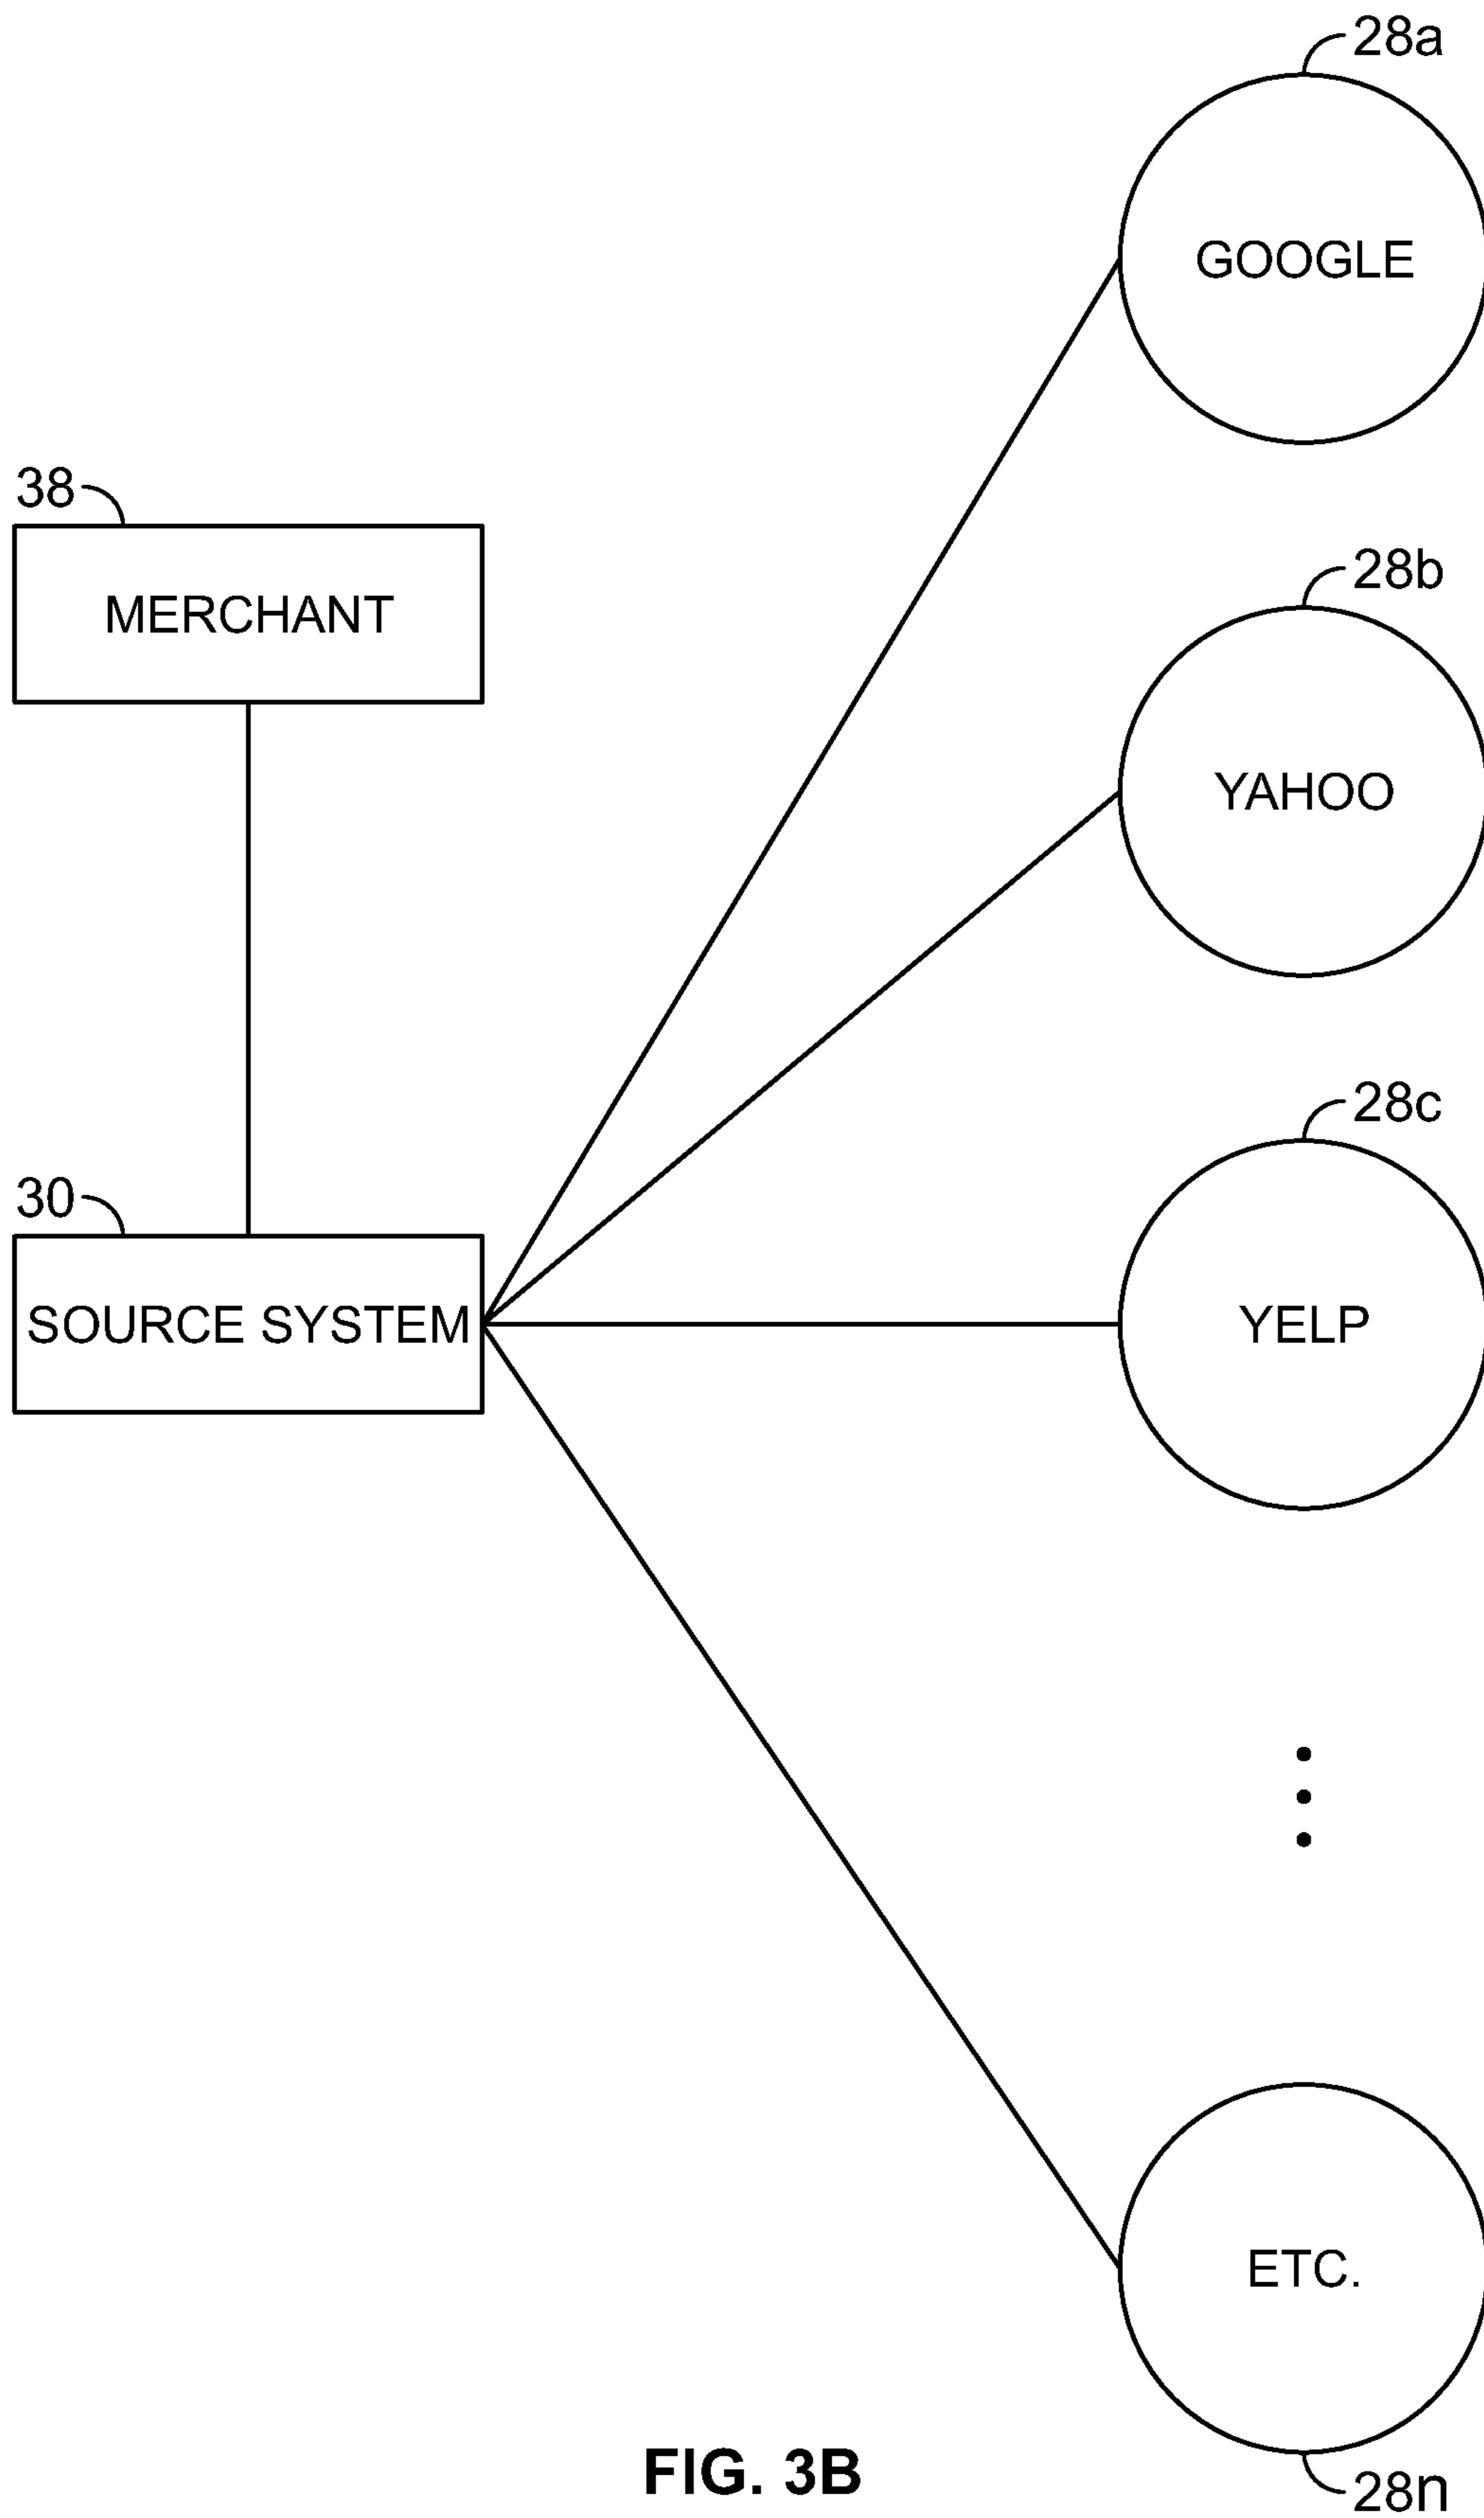 28a
GOOGLE
38
MERCHANT
28b
YAHOO
28c
30
SOURCE SYSTEM
YELP
ETC.
FIG. 3B
28n